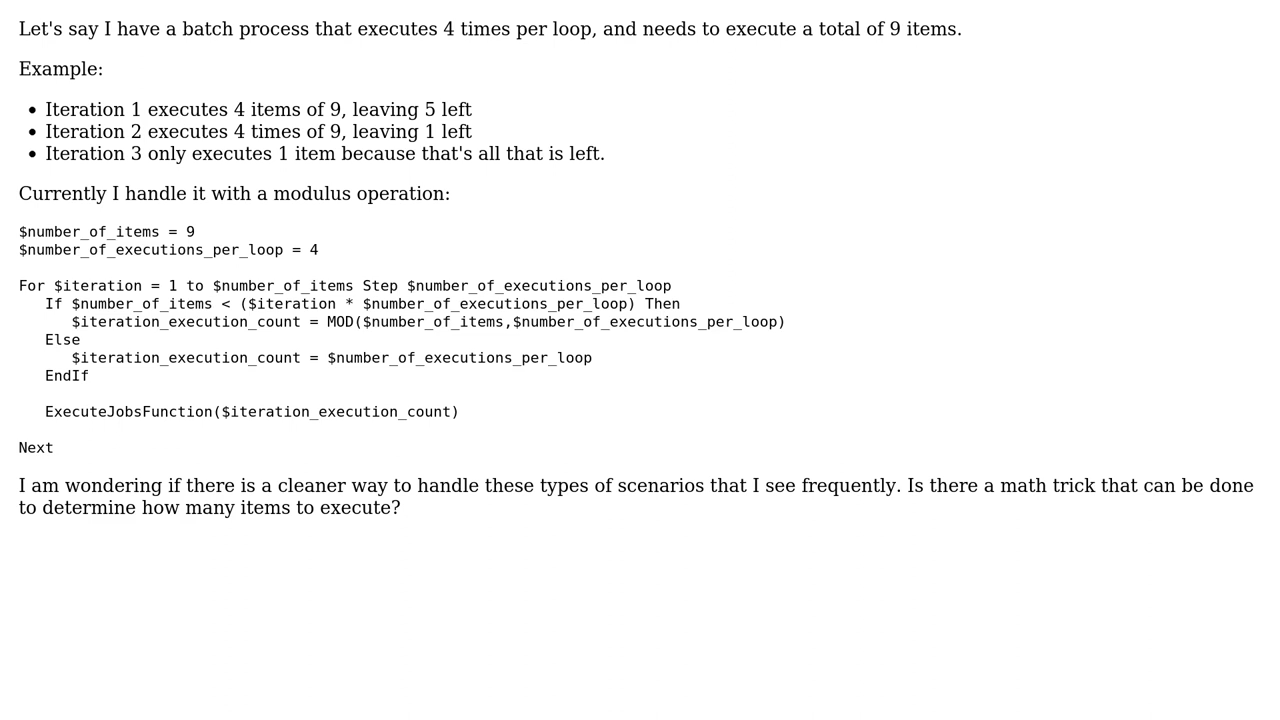 Let's say I have a batch process that executes 4 times per loop, and needs to execute a total of 9 items.
Example:
• Iteration 1 executes 4 items of 9, leaving 5 left
• Iteration 2 executes 4 times of 9, leaving 1 left
• Iteration 3 only executes 1 item because that's all that is left.
Currently I handle it with a modulus operation:
$number_of_items = 9
$number_of_executions_per_loop = 4
For $iteration = 1 to $number_of_items Step $number_of_executions_per_loop
   If $number_of_items < ($iteration * $number_of_executions_per_loop) Then
      $iteration_execution_count = MOD($number_of_items,$number_of_executions_per_loop)
   Else
      $iteration_execution_count = $number_of_executions_per_loop
   EndIf
   ExecuteJobsFunction($iteration_execution_count)
Next
I am wondering if there is a cleaner way to handle these types of scenarios that I see frequently. Is there a math trick that can be done
to determine how many items to execute?